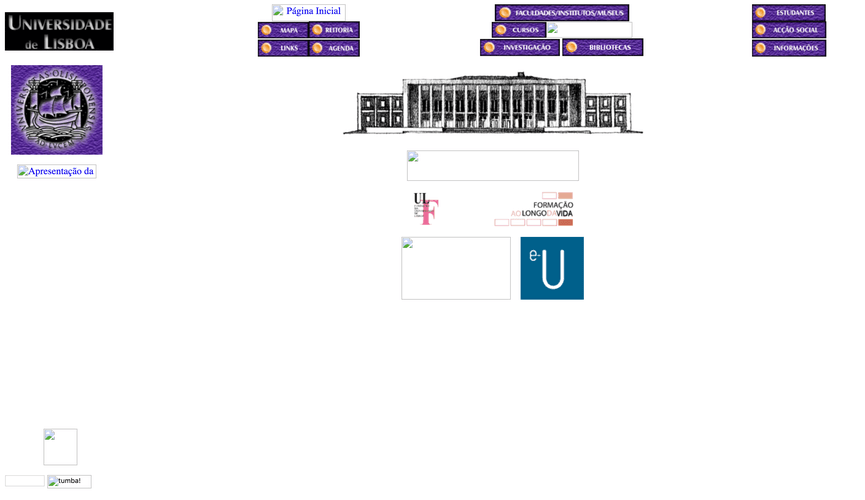 UNIVERSIDADE
de LISBOA
Página Inicial
MAPA
REITORIA
LINKS
AGENDA
FACULDADES/INSTITUTOS/MUSEUS
CURSOS
INVESTIGAÇÃO
BIBLIOTECAS
ESTUDANTES
ACÇÃO-SOCIAL
INFORMAÇÕES
Apresentação da
UL
F
FORMAÇÃO
AO LONGO DA VIDA
e-U
tumba!